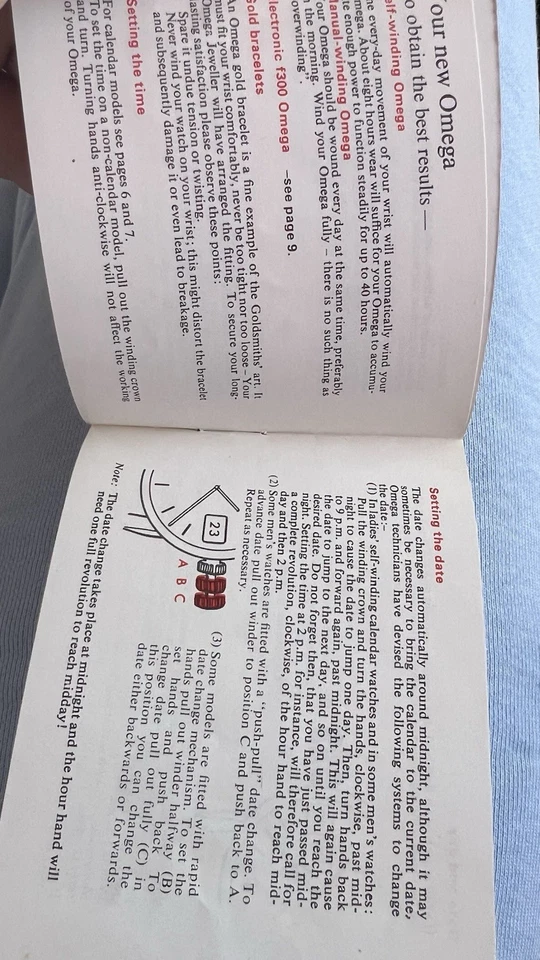 Your new Omega
to obtain the best results —
Self-winding Omega
The every-day movement of your wrist will automatically wind your
Omega. About eight hours wear will suffice for your Omega to accumu-
late enough power to function steadily for up to 40 hours.
Manual-winding Omega
Your Omega should be wound every day at the same time, preferably
in the morning. Wind your Omega fully – there is no such thing as
"overwinding".
Electronic f300 Omega —see page 9.
Gold bracelets
An Omega gold bracelet is a fine example of the Goldsmiths' art. It
must fit your wrist comfortably, never be too tight nor too loose – Your
Omega Jeweller will have arranged the fitting. To secure your long-
lasting satisfaction please observe these points:
Spare it undue tension or twisting.
Never wind your watch on your wrist; this might distort the bracelet
and subsequently damage it or even lead to breakage.
Setting the time
For calendar models see pages 6 and 7.
To set the time on a non-calendar model, pull out the winding crown
and turn. Turning hands anti-clockwise will not affect the working
of your Omega.
Setting the date
The date changes automatically around midnight, although it may
sometimes be necessary to bring the calendar to the current date,
Omega technicians have devised the following systems to change
the date:–
(1) In ladies' self-winding calendar watches and in some men's watches:
Pull the winding crown and turn the hands, clockwise, past mid-
night to cause the date to jump one day. Then, turn hands back
to 9 p.m. and forward again, past midnight. This will again cause
the date to jump to the next day, and so on until you reach the
desired date. Do not forget then, that you have just passed mid-
night. Setting the time at 2 p.m. for instance, will therefore call for
a complete revolution, clockwise, of the hour hand to reach mid-
day and then 2 p.m.
(2) Some men's watches are fitted with a "push-pull" date change. To
advance date pull out winder to position C and push back to A.
Repeat as necessary.
23
A B C
(3) Some models are fitted with rapid
date change mechanism. To set the
hands pull out winder halfway (B)
set hands and push back. To
change date pull out fully (C) in
this position you can change the
date either backwards or forwards.
Note: The date change takes place at midnight and the hour hand will
need one full revolution to reach midday!